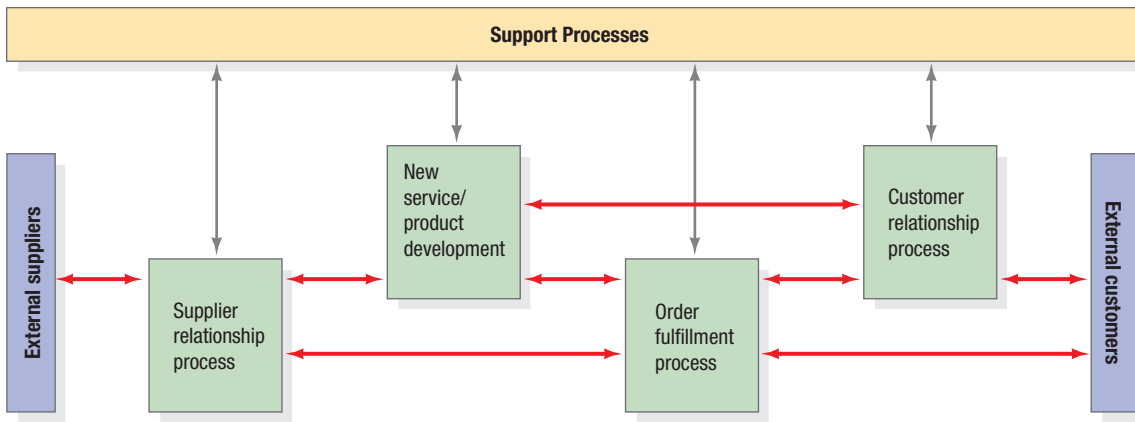 Support Processes
External suppliers
Supplier
relationship
process
New
service/
product
development
Order
fulfillment
process
Customer
relationship
process
External customers